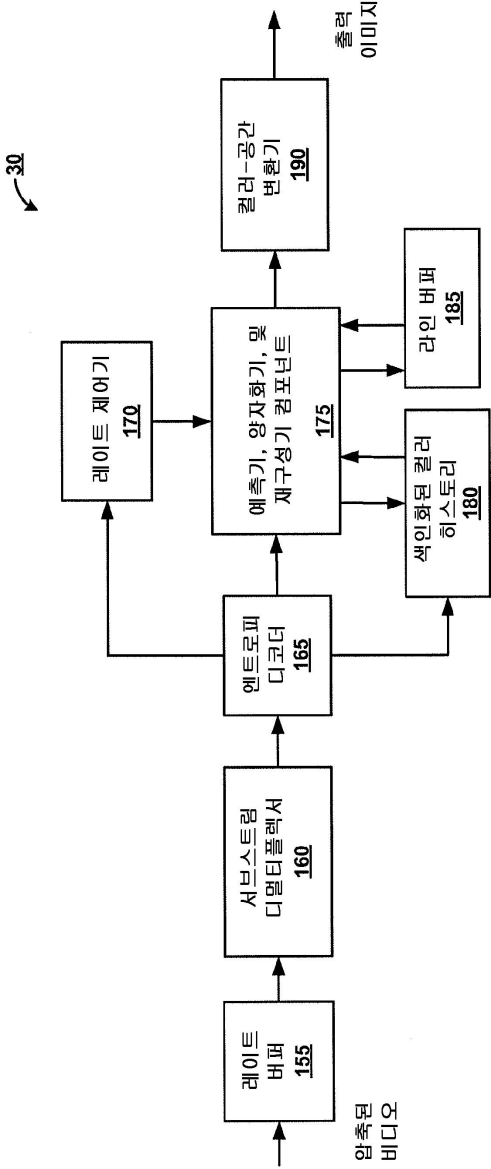 30
압축된
비디오
레이트
버퍼
155
서브스트림
디멀티플렉서
160
엔트로피
디코더
165
레이트 제어기
170
예측기, 양자화기, 및
재구성기 컴포넌트
175
색인화된 컬러
히스토리
180
라인 버퍼
185
컬러-공간
변환기
190
출력
이미지